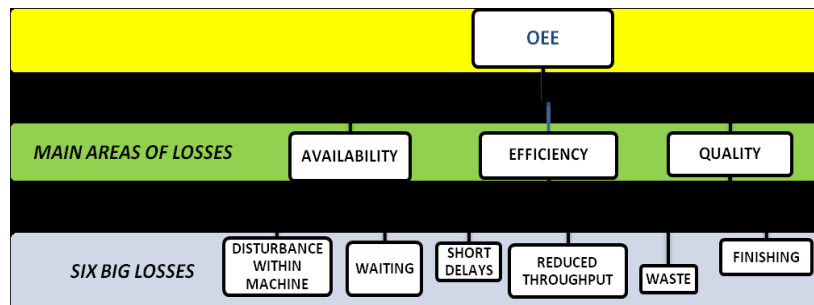 OEE
MAIN AREAS OF LOSSES
AVAILABILITY
EFFICIENCY
QUALITY
SIX BIG LOSSES
DISTURBANCE
WITHIN
MACHINE
WAITING
SHORT
DELAYS
REDUCED
THROUGHPUT
WASTE
FINISHING